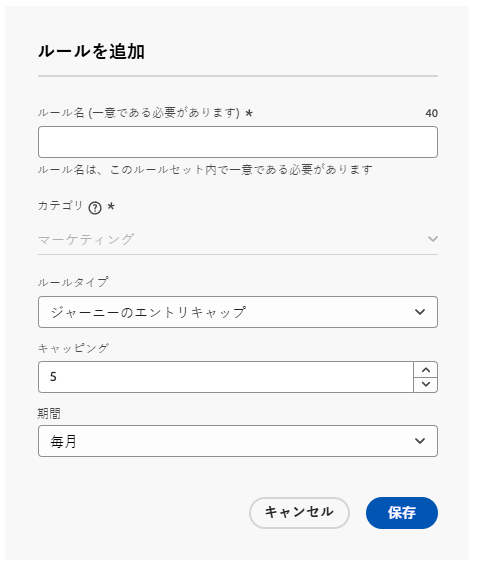 ルールを追加
ルール名 (一意である必要があります) * 40
ルール名は、このルールセット内で一意である必要があります
カテゴリ ? *
マーケティング
ルールタイプ
ジャーニーのエントリキャップ
キャッピング
5
期間
毎月
キャンセル 保存